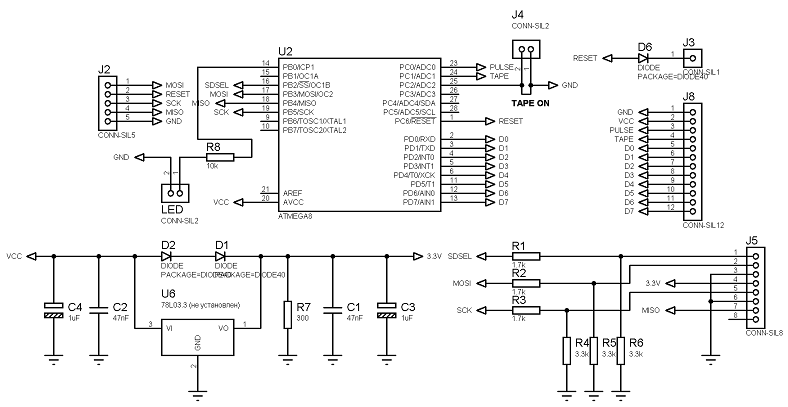 J4
CONN-SIL2
2
1
GND
TAPE ON
D6
RESET
DIODE
PACKAGE=DIODE40
J3
1
CONN-SIL1
J2
1
2
3
4
5
MOSI
RESET
SCK
MISO
GND
CONN-SIL5
U2
14 PB0/ICP1
15 PB1/OC1A
SDSEL 16 PB2/SS/OC1B
MOSI 17 PB3/MOSI/OC2
MISO 18 PB4/MISO
SCK 19 PB5/SCK
9 PB6/TOSC1/XTAL1
10 PB7/TOSC2/XTAL2
21 AREF
VCC 20 AVCC
PC0/ADC0 23 PULSE
PC1/ADC1 24 TAPE
PC2/ADC2 25
PC3/ADC3 26
PC4/ADC4/SDA 27
PC5/ADC5/SCL 28
PC6/RESET 1 RESET
PD0/RXD 2 D0
PD1/TXD 3 D1
PD2/INT0 4 D2
PD3/INT1 5 D3
PD4/T0/XCK 6 D4
PD5/T1 11 D5
PD6/AIN0 12 D6
PD7/AIN1 13 D7
ATMEGA8
GND
R8
10k
2
1
LED
CONN-SIL2
J8
GND 1
VCC 2
PULSE 3
TAPE 4
D0 5
D1 6
D2 7
D3 8
D4 9
D5 10
D6 11
D7 12
CONN-SIL12
VCC
D2
DIODE
PACKAGE=DIODE40
D1
DIODE
PACKAGE=DIODE40
3.3V
C4
1uF
C2
47nF
U6
78L03.3 (не установлен)
3 VI
VO 1
GND
2
R7
300
C1
47nF
C3
1uF
SDSEL
R1
1.7k
MOSI
R2
1.7k
SCK
R3
1.7k
R4
3.3k
R5
3.3k
R6
3.3k
3.3V
MISO
J5
1
2
3
4
5
6
7
8
CONN-SIL8